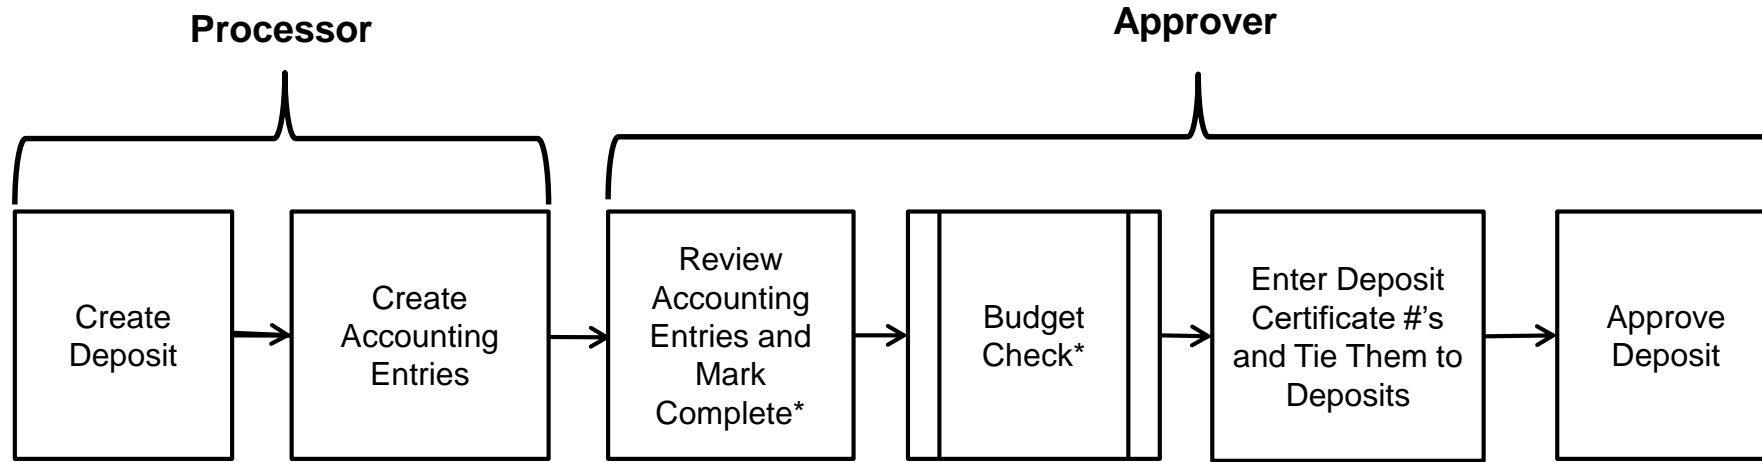 Processor
Approver
Create
Deposit
Create
Accounting
Entries
Review
Accounting
Entries and
Mark
Complete*
Budget
Check*
Enter Deposit
Certificate #’s
and Tie Them to
Deposits
Approve
Deposit